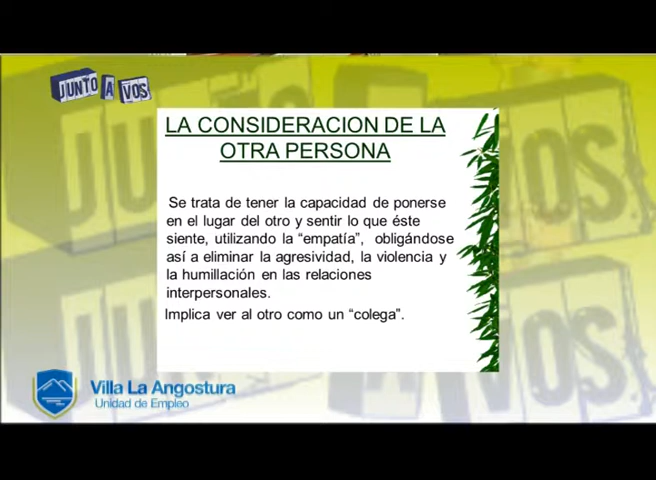 JUNTO A VOS
LA CONSIDERACION DE LA
OTRA PERSONA
Se trata de tener la capacidad de ponerse
en el lugar del otro y sentir lo que éste
siente, utilizando la “empatía”, obligándose
así a eliminar la agresividad, la violencia y
la humillación en las relaciones
interpersonales.
Implica ver al otro como un “colega”.
Villa La Angostura
Unidad de Empleo